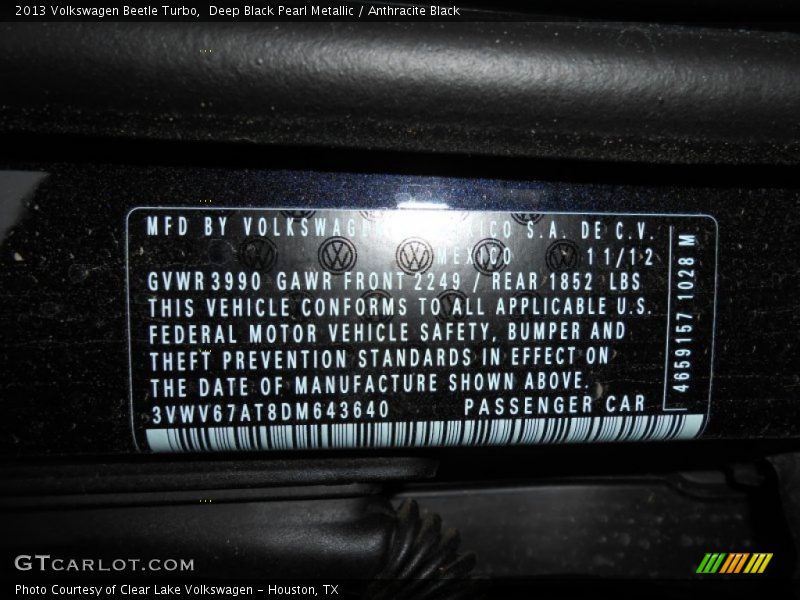 2013 Volkswagen Beetle Turbo,  Deep Black Pearl Metallic / Anthracite Black
MFD BY VOLKSWAGEN S.A. DE C.V.
MEXICO 11/12
GVWR 3990 GAWR FRONT 2249 / REAR 1852 LBS
THIS VEHICLE CONFORMS TO ALL APPLICABLE U.S.
FEDERAL MOTOR VEHICLE SAFETY, BUMPER AND
THEFT PREVENTION STANDARDS IN EFFECT ON
THE DATE OF MANUFACTURE SHOWN ABOVE.
3VWV67AT8DM643640 PASSENGER CAR
4659157 1028 M
GTCARLOT.COM
Photo Courtesy of Clear Lake Volkswagen - Houston, TX